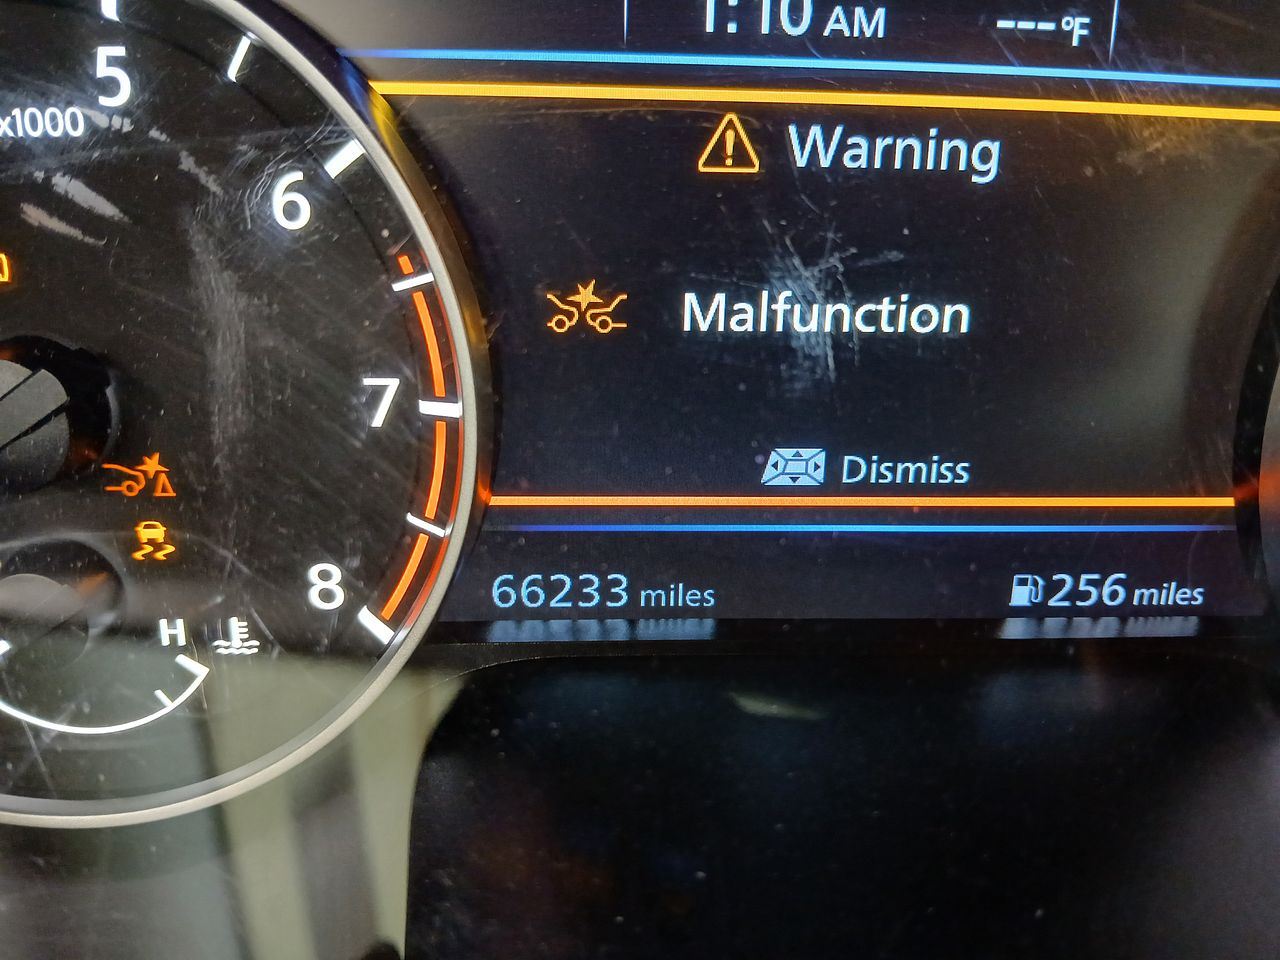 1:10 AM ---°F
5
x1000
Warning
6
Malfunction
7
Dismiss
8
66233 miles 256 miles
H